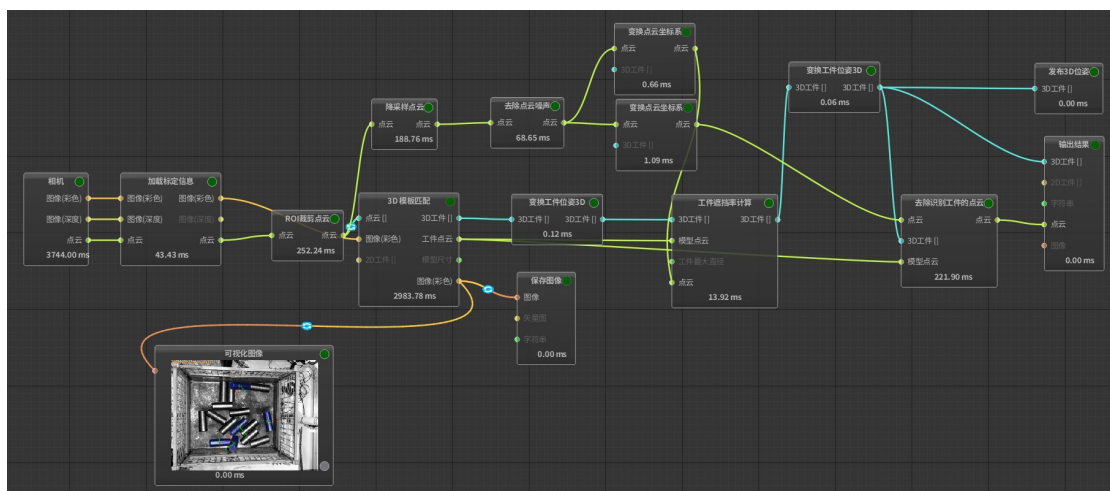 变换点云坐标系
点云 点云
3D工件 []
0.66 ms
变换工件位姿3D
3D工件 [] 3D工件 []
0.06 ms
发布3D位姿
3D工件 []
0.00 ms
降采样点云
点云 点云
188.76 ms
去除点云噪声
点云 点云
68.65 ms
变换点云坐标系
点云 点云
3D工件 []
1.09 ms
输出结果
3D工件 []
2D工件 []
字符串
点云
图像
0.00 ms
相机
图像(彩色)
图像(深度)
点云
3744.00 ms
加载标定信息
图像(彩色) 图像(彩色)
图像(深度) 图像(深度)
点云 点云
43.43 ms
ROI裁剪点云
点云 点云
252.24 ms
3D 模板匹配
点云 [] 3D工件 []
图像(彩色) 工件点云
2D工件 [] 模型尺寸
图像(彩色)
2983.78 ms
变换工件位姿3D
3D工件 [] 3D工件 []
0.12 ms
工件遮挡率计算
3D工件 [] 3D工件 []
模型点云
工件最大直径
点云
13.92 ms
去除识别工件的点云
点云 点云
3D工件 []
模型点云
221.90 ms
保存图像
图像
矢量图
字符串
0.00 ms
可视化图像
0.00 ms